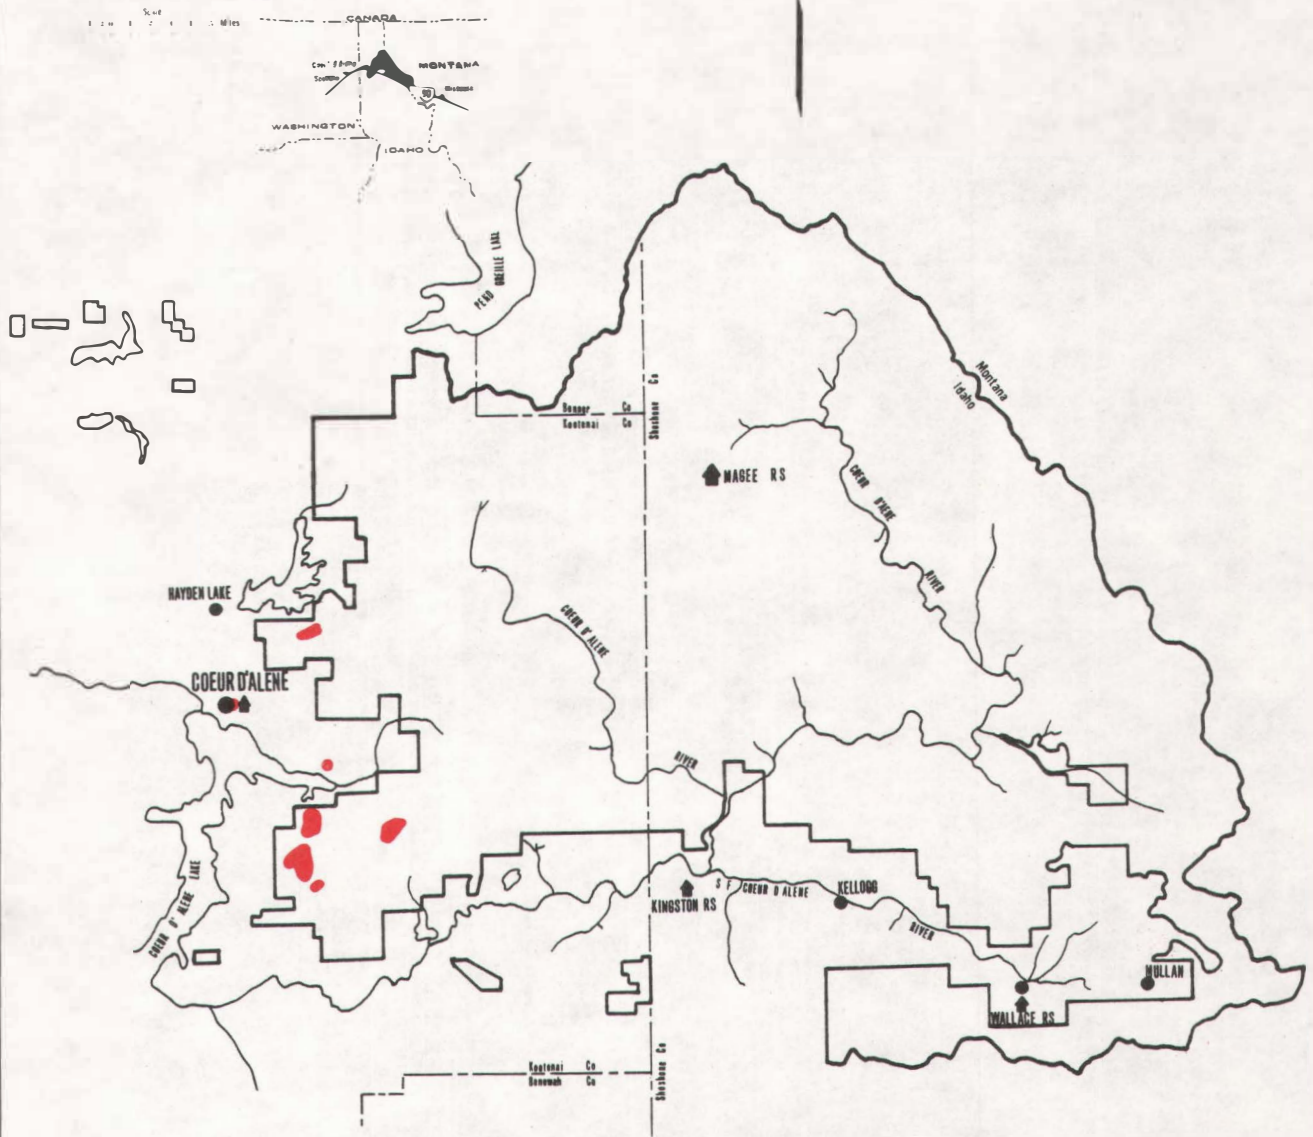 Scale
Miles
CANADA
MONTANA
90
WASHINGTON
IDAHO
PEND OREILLE LAKE
Montana
Idaho
Bonner Co
Kootenai Co
Shoshone Co
MAGEE RS
COEUR D'ALENE
RIVER
HAYDEN LAKE
COEUR D'ALENE
COEUR D'ALENE
RIVER
COEUR D'ALENE LAKE
S F COEUR D'ALENE
RIVER
KELLOGG
KINGSTON RS
MULLAN
WALLACE RS
Kootenai Co
Benewah Co
Shoshone Co